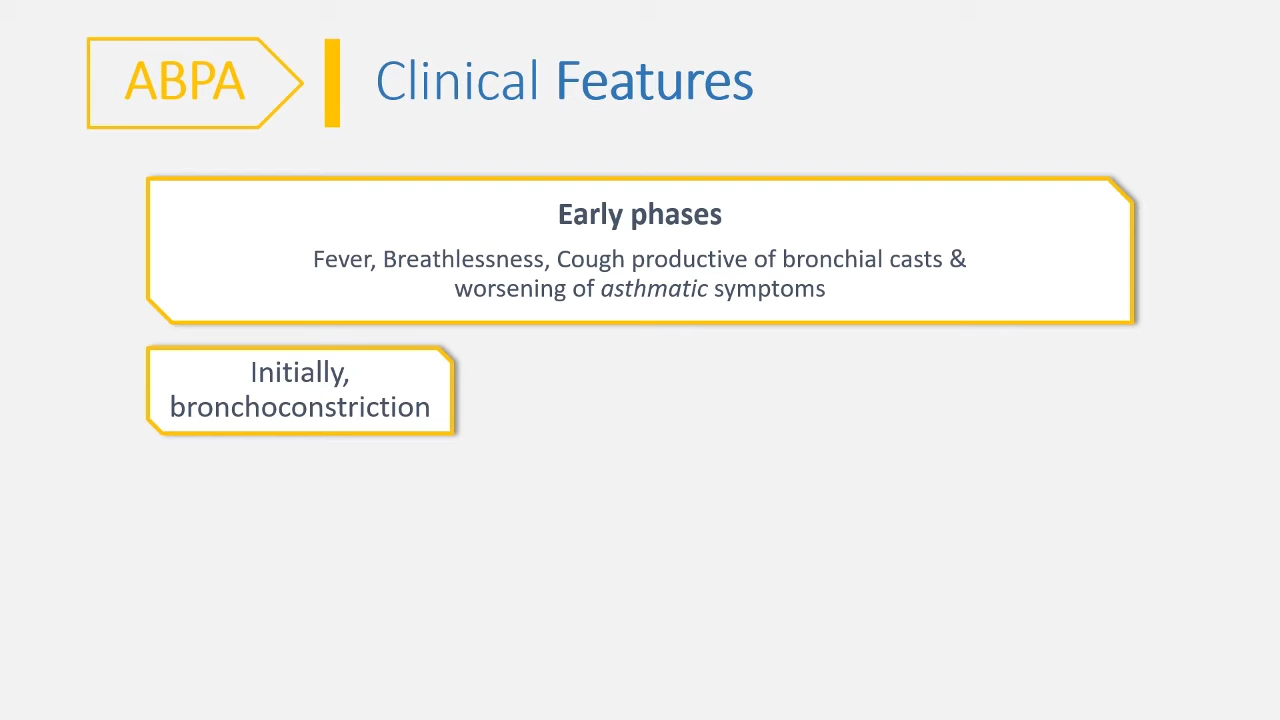 ABPA
Clinical Features
Early phases
Fever, Breathlessness, Cough productive of bronchial casts &
worsening of asthmatic symptoms
Initially,
bronchoconstriction